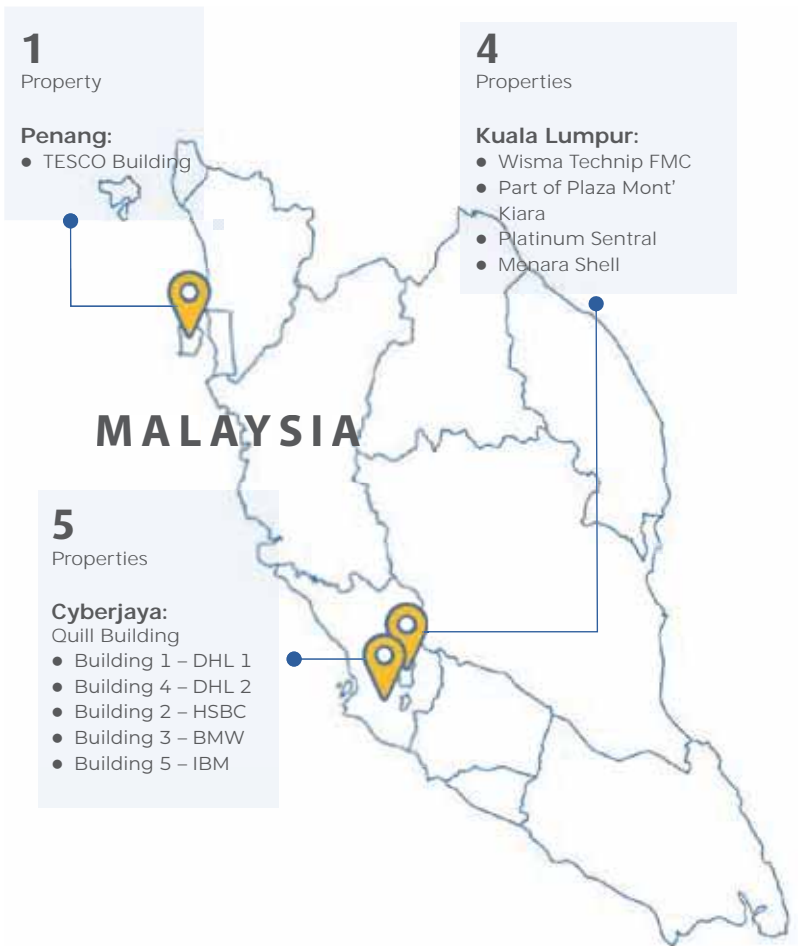 1
Property
Penang:
● TESCO Building
4
Properties
Kuala Lumpur:
● Wisma Technip FMC
● Part of Plaza Mont'
Kiara
● Platinum Sentral
● Menara Shell
MALAYSIA
5
Properties
Cyberjaya:
Quill Building
● Building 1 – DHL 1
● Building 4 – DHL 2
● Building 2 – HSBC
● Building 3 – BMW
● Building 5 – IBM